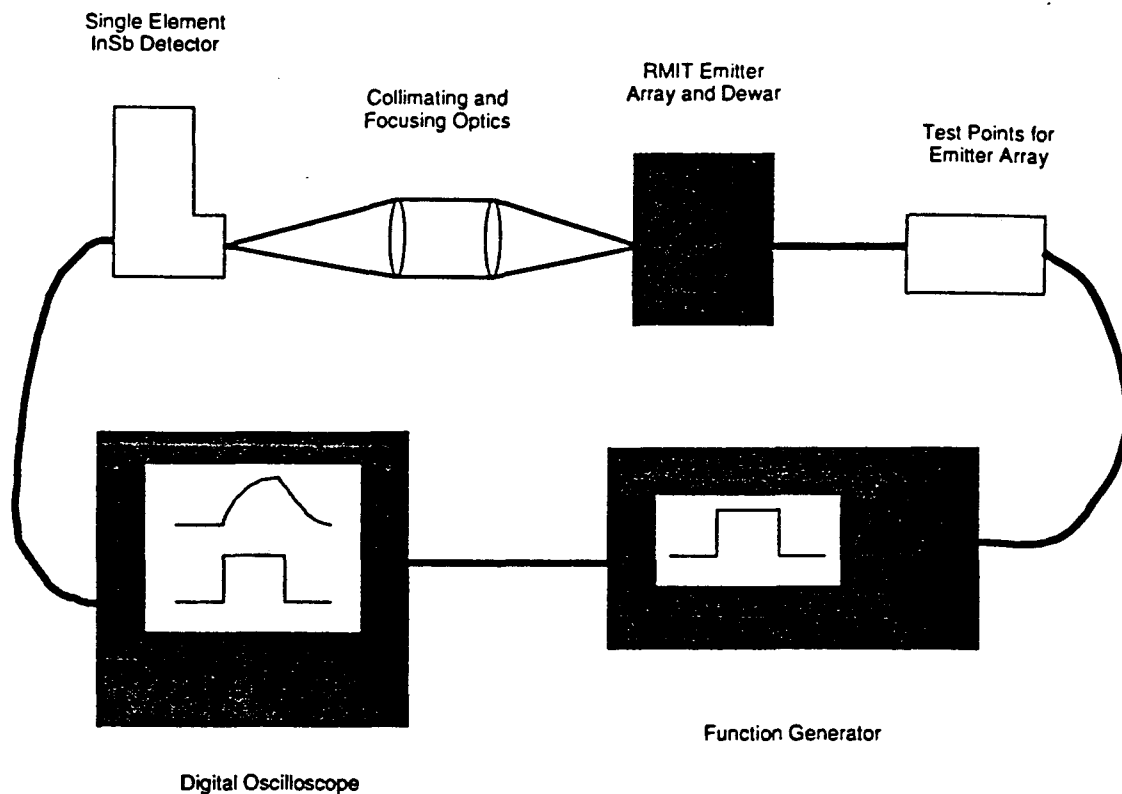 Single Element
InSb Detector
Collimating and
Focusing Optics
RMIT Emitter
Array and Dewar
Test Points for
Emitter Array
Function Generator
Digital Oscilloscope